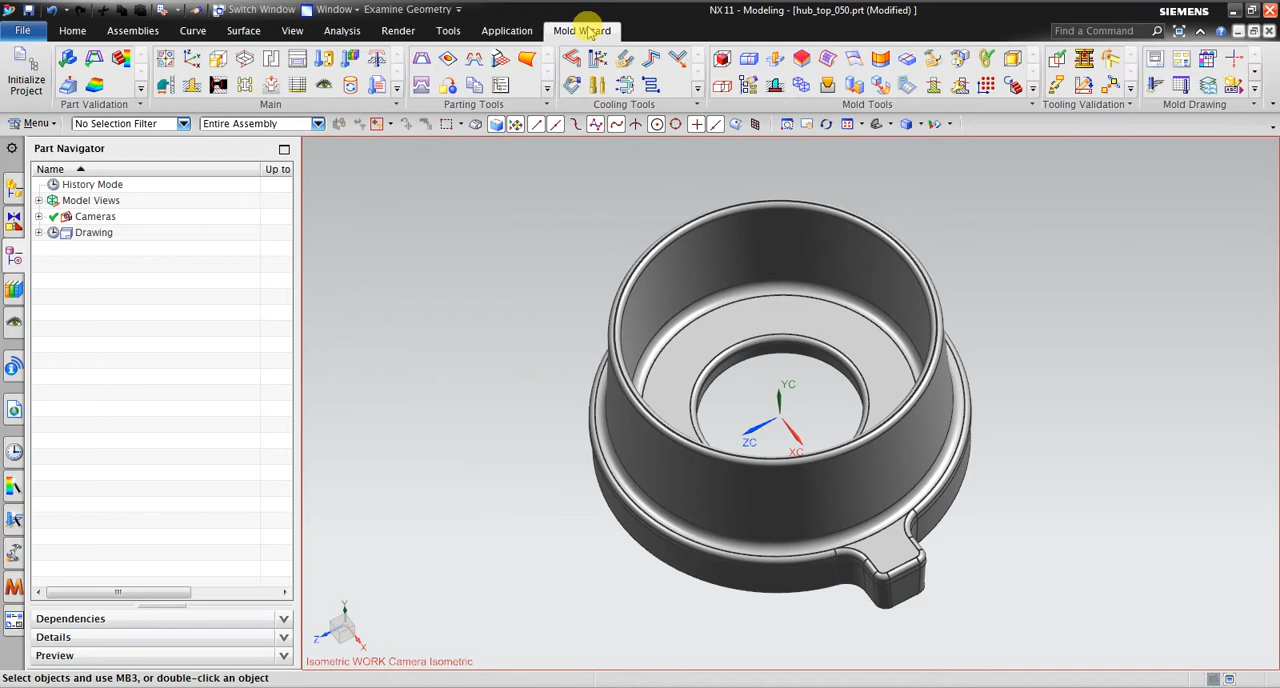 Switch Window Window Examine Geometry NX 11 - Modeling - [hub_top_050.prt (Modified) ] SIEMENS
File Home Assemblies Curve Surface View Analysis Render Tools Application Mold Wizard Find a Command
Initialize
Project
Part Validation Main Parting Tools Cooling Tools Mold Tools Tooling Validation Mold Drawing
Menu No Selection Filter Entire Assembly
Part Navigator
Name Up to
History Mode
Model Views
Cameras
Drawing
YC
ZC
XC
Dependencies
Details
Preview
Y
Z
X
Isometric WORK Camera Isometric
Select objects and use MB3, or double-click an object